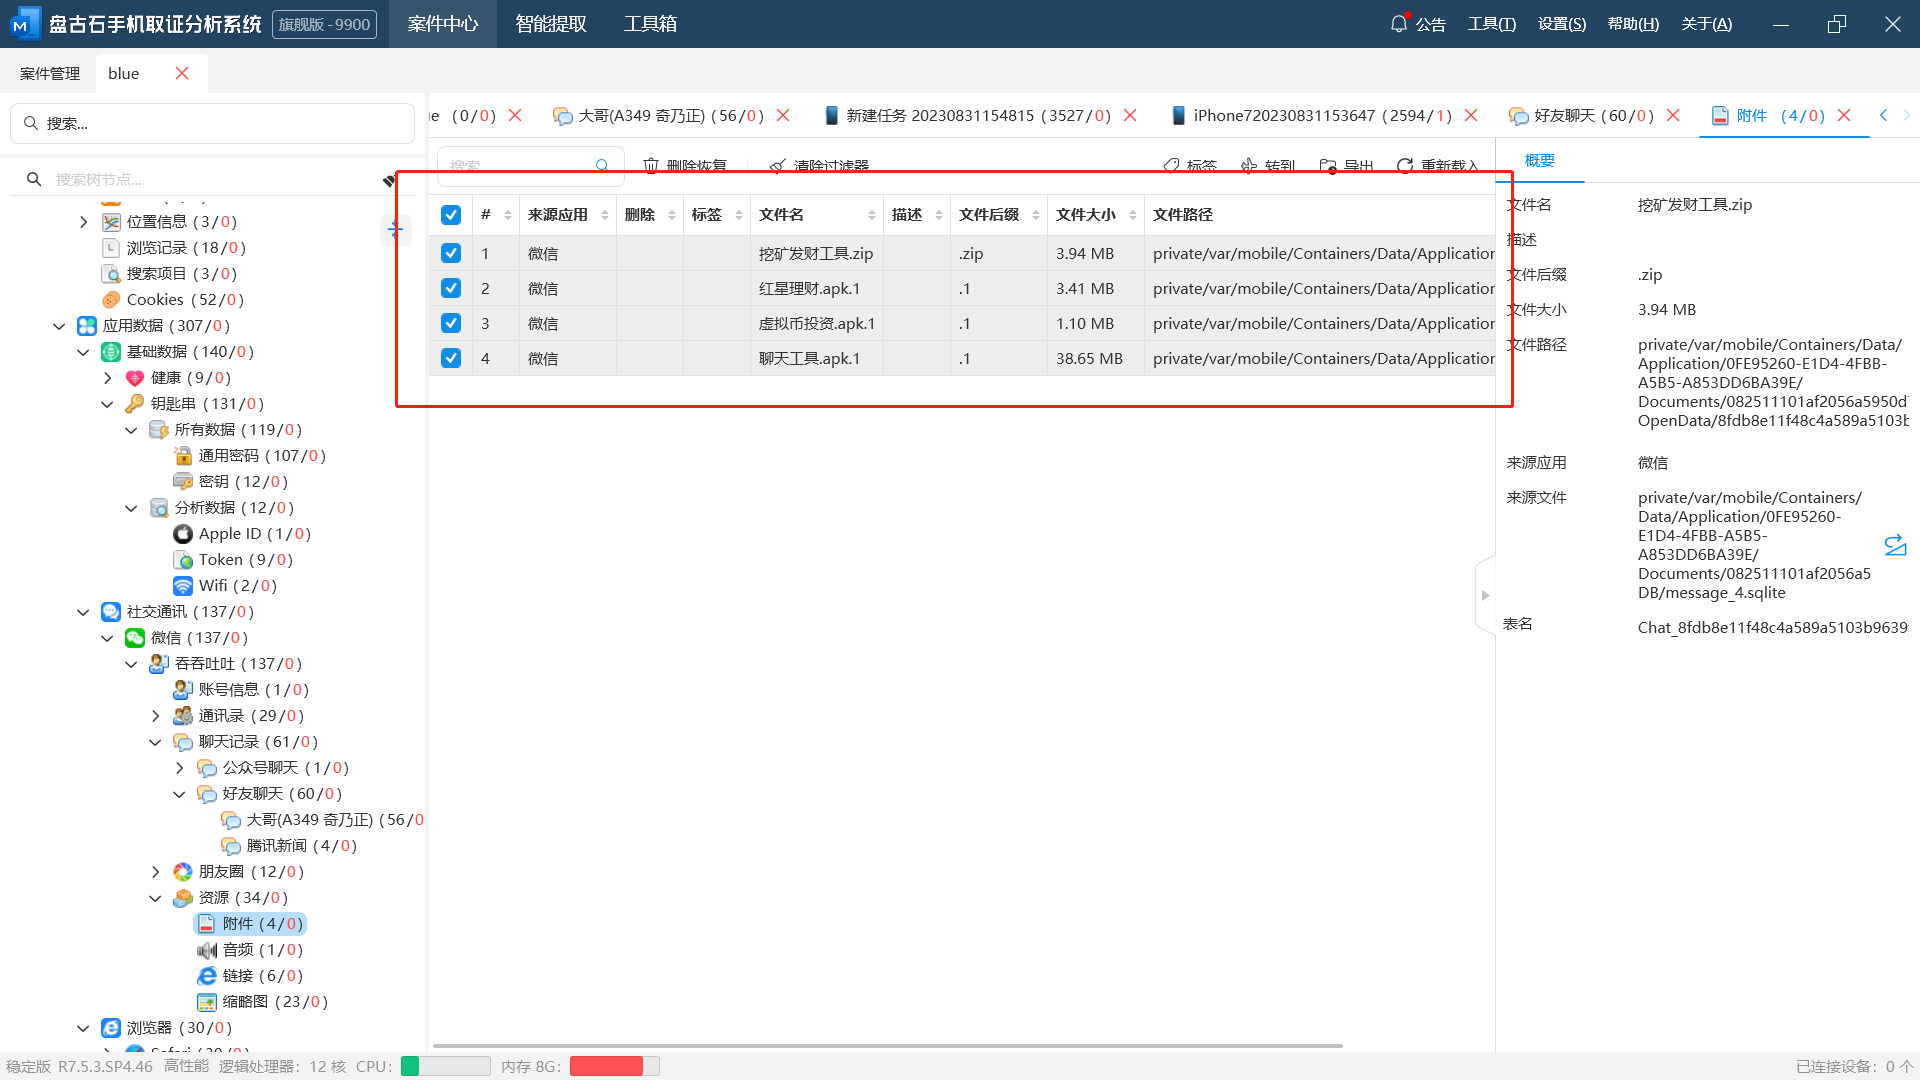 盘古石手机取证分析系统 旗舰版 - 9900 案件中心 智能提取 工具箱 公告 工具(T) 设置(S) 帮助(H) 关于(A)
案件管理 blue
搜索...
(0/0) 大哥(A349 奇乃正) (56/0) 新建任务 20230831154815 (3527/0) iPhone720230831153647 (2594/1) 好友聊天 (60/0) 附件 (4/0)
搜索树节点...
搜索 删除恢复 清除过滤器 标签 转到 导出 重新载入
概要
位置信息 (3/0)
浏览记录 (18/0)
搜索项目 (3/0)
Cookies (52/0)
应用数据 (307/0)
基础数据 (140/0)
健康 (9/0)
钥匙串 (131/0)
所有数据 (119/0)
通用密码 (107/0)
密钥 (12/0)
分析数据 (12/0)
Apple ID (1/0)
Token (9/0)
Wifi (2/0)
社交通讯 (137/0)
微信 (137/0)
吞吞吐吐 (137/0)
账号信息 (1/0)
通讯录 (29/0)
聊天记录 (61/0)
公众号聊天 (1/0)
好友聊天 (60/0)
大哥(A349 奇乃正) (56/0
腾讯新闻 (4/0)
朋友圈 (12/0)
资源 (34/0)
附件 (4/0)
音频 (1/0)
链接 (6/0)
缩略图 (23/0)
浏览器 (30/0)
# 来源应用 删除 标签 文件名 描述 文件后缀 文件大小 文件路径
1 微信 挖矿发财工具.zip .zip 3.94 MB private/var/mobile/Containers/Data/Application
2 微信 红星理财.apk.1 .1 3.41 MB private/var/mobile/Containers/Data/Application
3 微信 虚拟币投资.apk.1 .1 1.10 MB private/var/mobile/Containers/Data/Application
4 微信 聊天工具.apk.1 .1 38.65 MB private/var/mobile/Containers/Data/Application
文件名 挖矿发财工具.zip
描述
文件后缀 .zip
文件大小 3.94 MB
文件路径 private/var/mobile/Containers/Data/
Application/0FE95260-E1D4-4FBB-
A5B5-A853DD6BA39E/
Documents/082511101af2056a5950d
OpenData/8fdb8e11f48c4a589a5103b
来源应用 微信
来源文件 private/var/mobile/Containers/
Data/Application/0FE95260-
E1D4-4FBB-A5B5-
A853DD6BA39E/
Documents/082511101af2056a5
DB/message_4.sqlite
表名 Chat_8fdb8e11f48c4a589a5103b9639
稳定版 R7.5.3.SP4.46 高性能 逻辑处理器: 12 核 CPU: 内存 8G: 已连接设备: 0 个